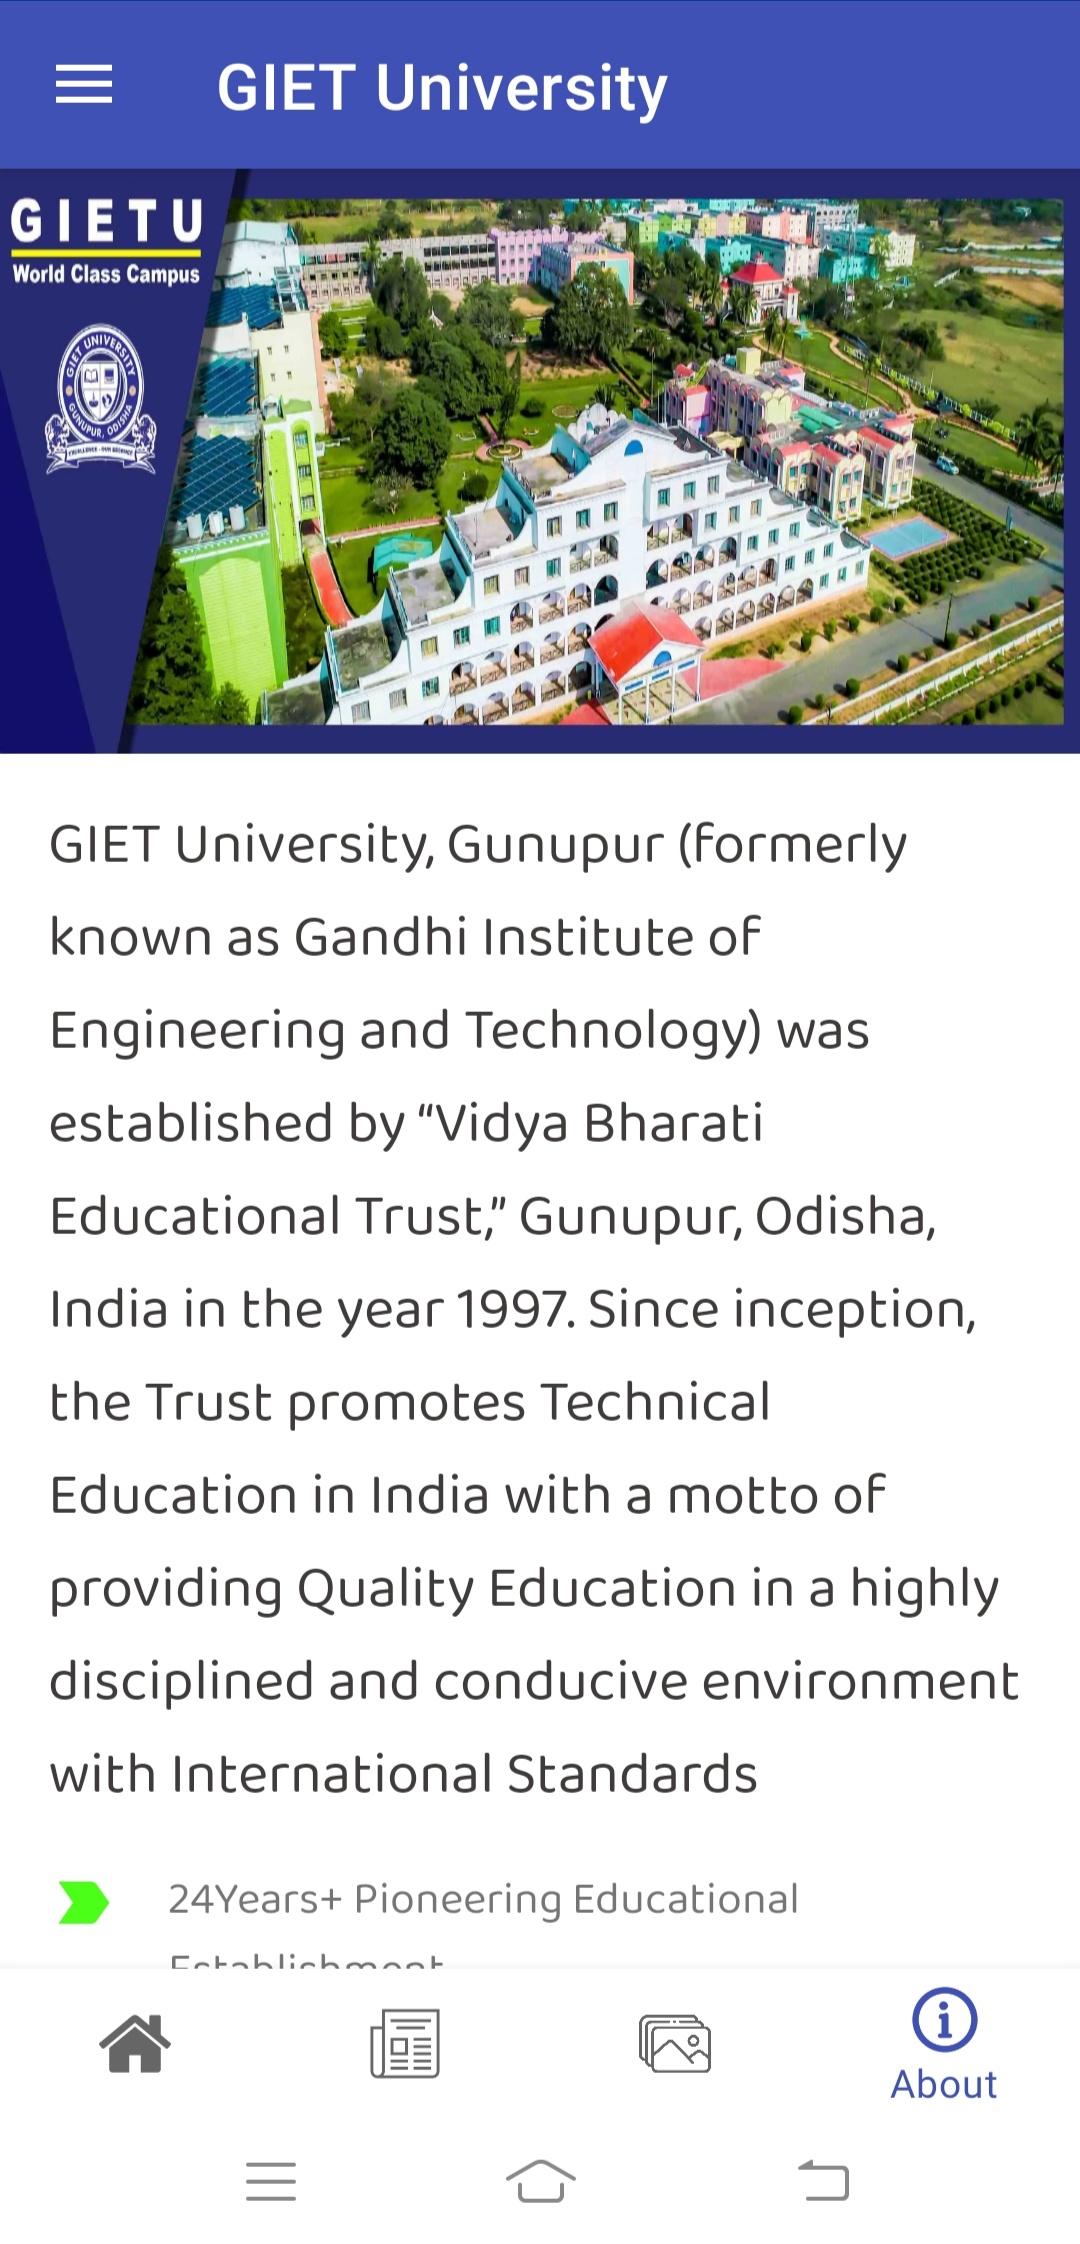 GIET University
GIETU
World Class Campus
GIET UNIVERSITY
GUNUPUR, ODISHA
GIET University, Gunupur (formerly
known as Gandhi Institute of
Engineering and Technology) was
established by “Vidya Bharati
Educational Trust,” Gunupur, Odisha,
India in the year 1997. Since inception,
the Trust promotes Technical
Education in India with a motto of
providing Quality Education in a highly
disciplined and conducive environment
with International Standards
24Years+ Pioneering Educational
Establishment
About